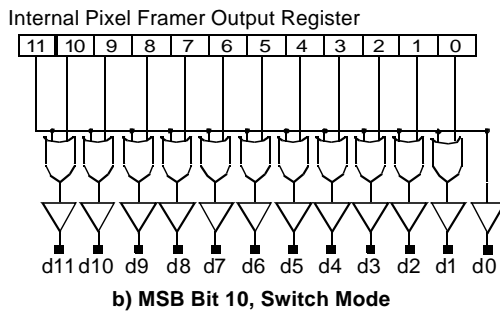 Internal Pixel Framer Output Register
11 10 9 8 7 6 5 4 3 2 1 0
d11 d10 d9 d8 d7 d6 d5 d4 d3 d2 d1 d0
b) MSB Bit 10, Switch Mode